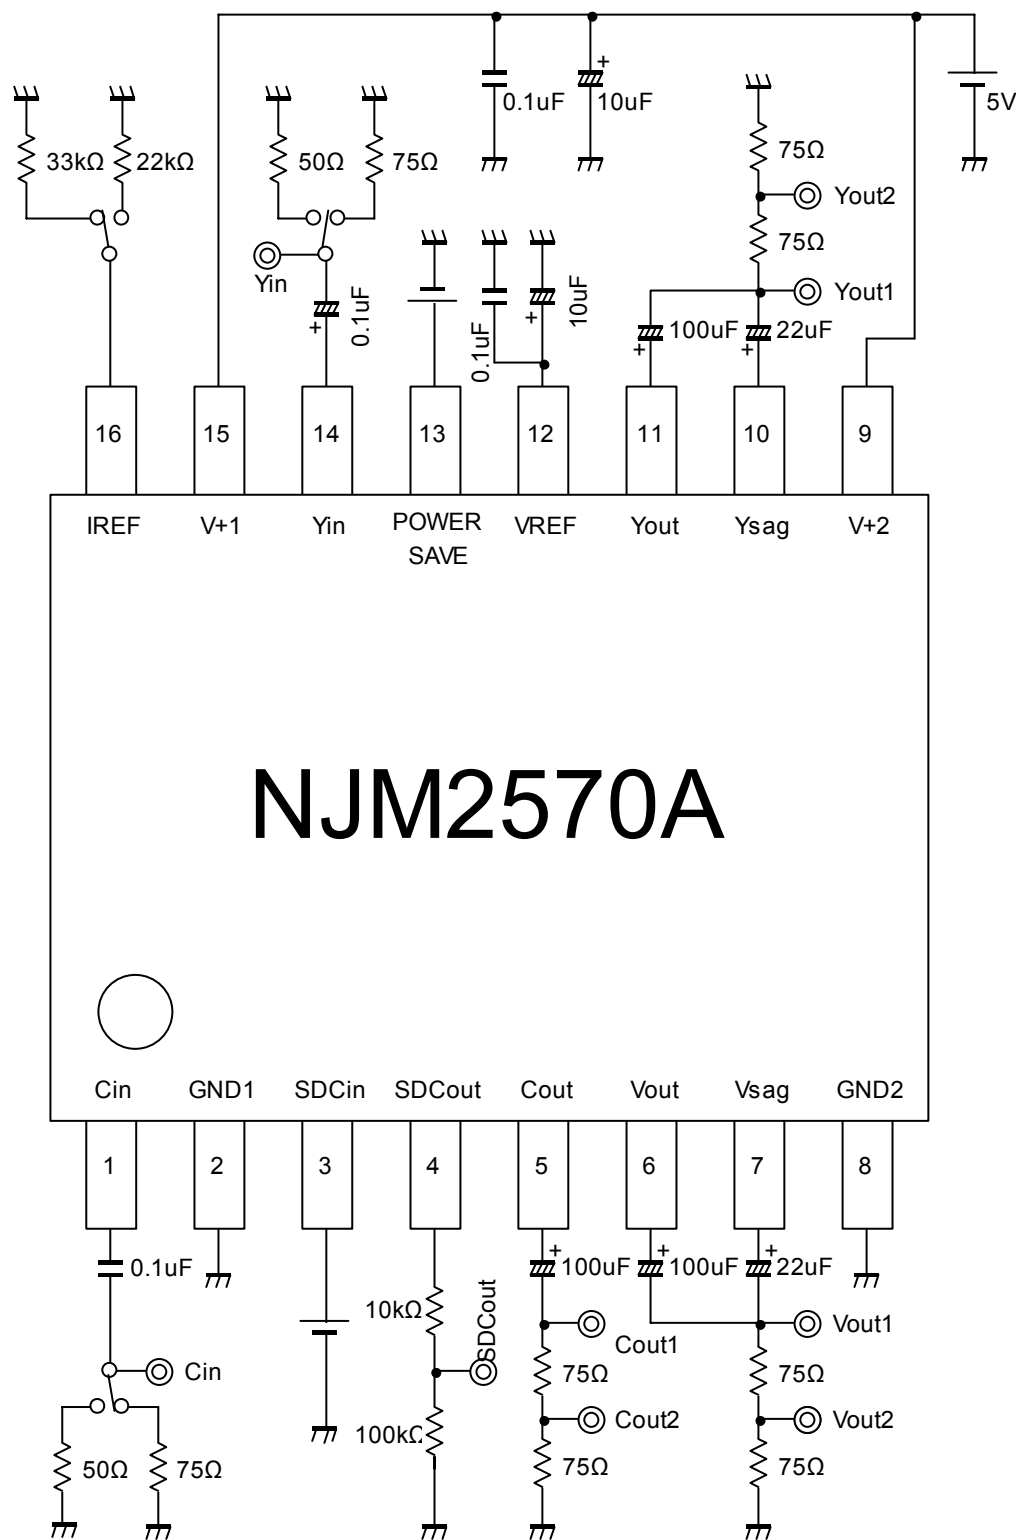 +
0.1uF
10uF
5V
33kΩ
22kΩ
50Ω
75Ω
75Ω
Yout2
75Ω
Yin
+
0.1uF
0.1uF
+
10uF
Yout1
+
100uF
+
22uF
16
15
14
13
12
11
10
9
IREF
V+1
Yin
POWER
SAVE
VREF
Yout
Ysag
V+2
NJM2570A
Cin
GND1
SDCin
SDCout
Cout
Vout
Vsag
GND2
1
2
3
4
5
6
7
8
0.1uF
+
100uF
+
100uF
+
22uF
10kΩ
SDCout
Cout1
Vout1
Cin
75Ω
75Ω
Cout2
Vout2
50Ω
75Ω
100kΩ
75Ω
75Ω